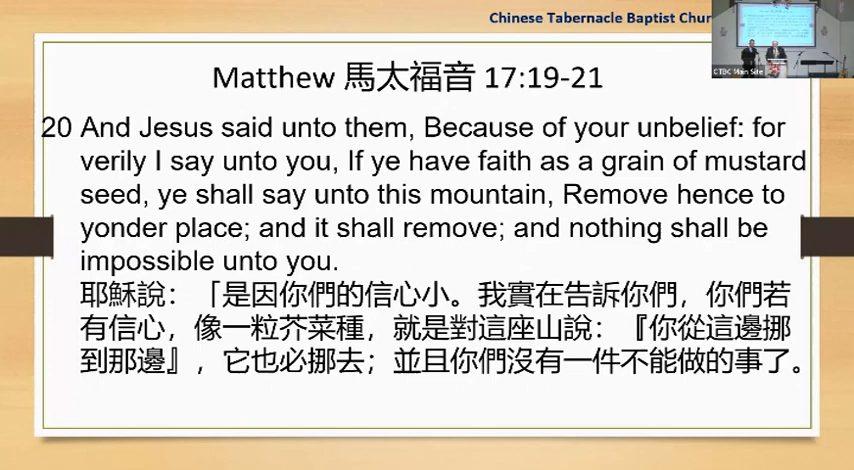 Chinese Tabernacle Baptist Chur
CTBC Main Site
Matthew 馬太福音 17:19-21
20 And Jesus said unto them, Because of your unbelief: for
verily I say unto you, If ye have faith as a grain of mustard
seed, ye shall say unto this mountain, Remove hence to
yonder place; and it shall remove; and nothing shall be
impossible unto you.
耶穌說：「是因你們的信心小。我實在告訴你們，你們若
有信心，像一粒芥菜種，就是對這座山說：『你從這邊挪
到那邊』，它也必挪去；並且你們沒有一件不能做的事了。